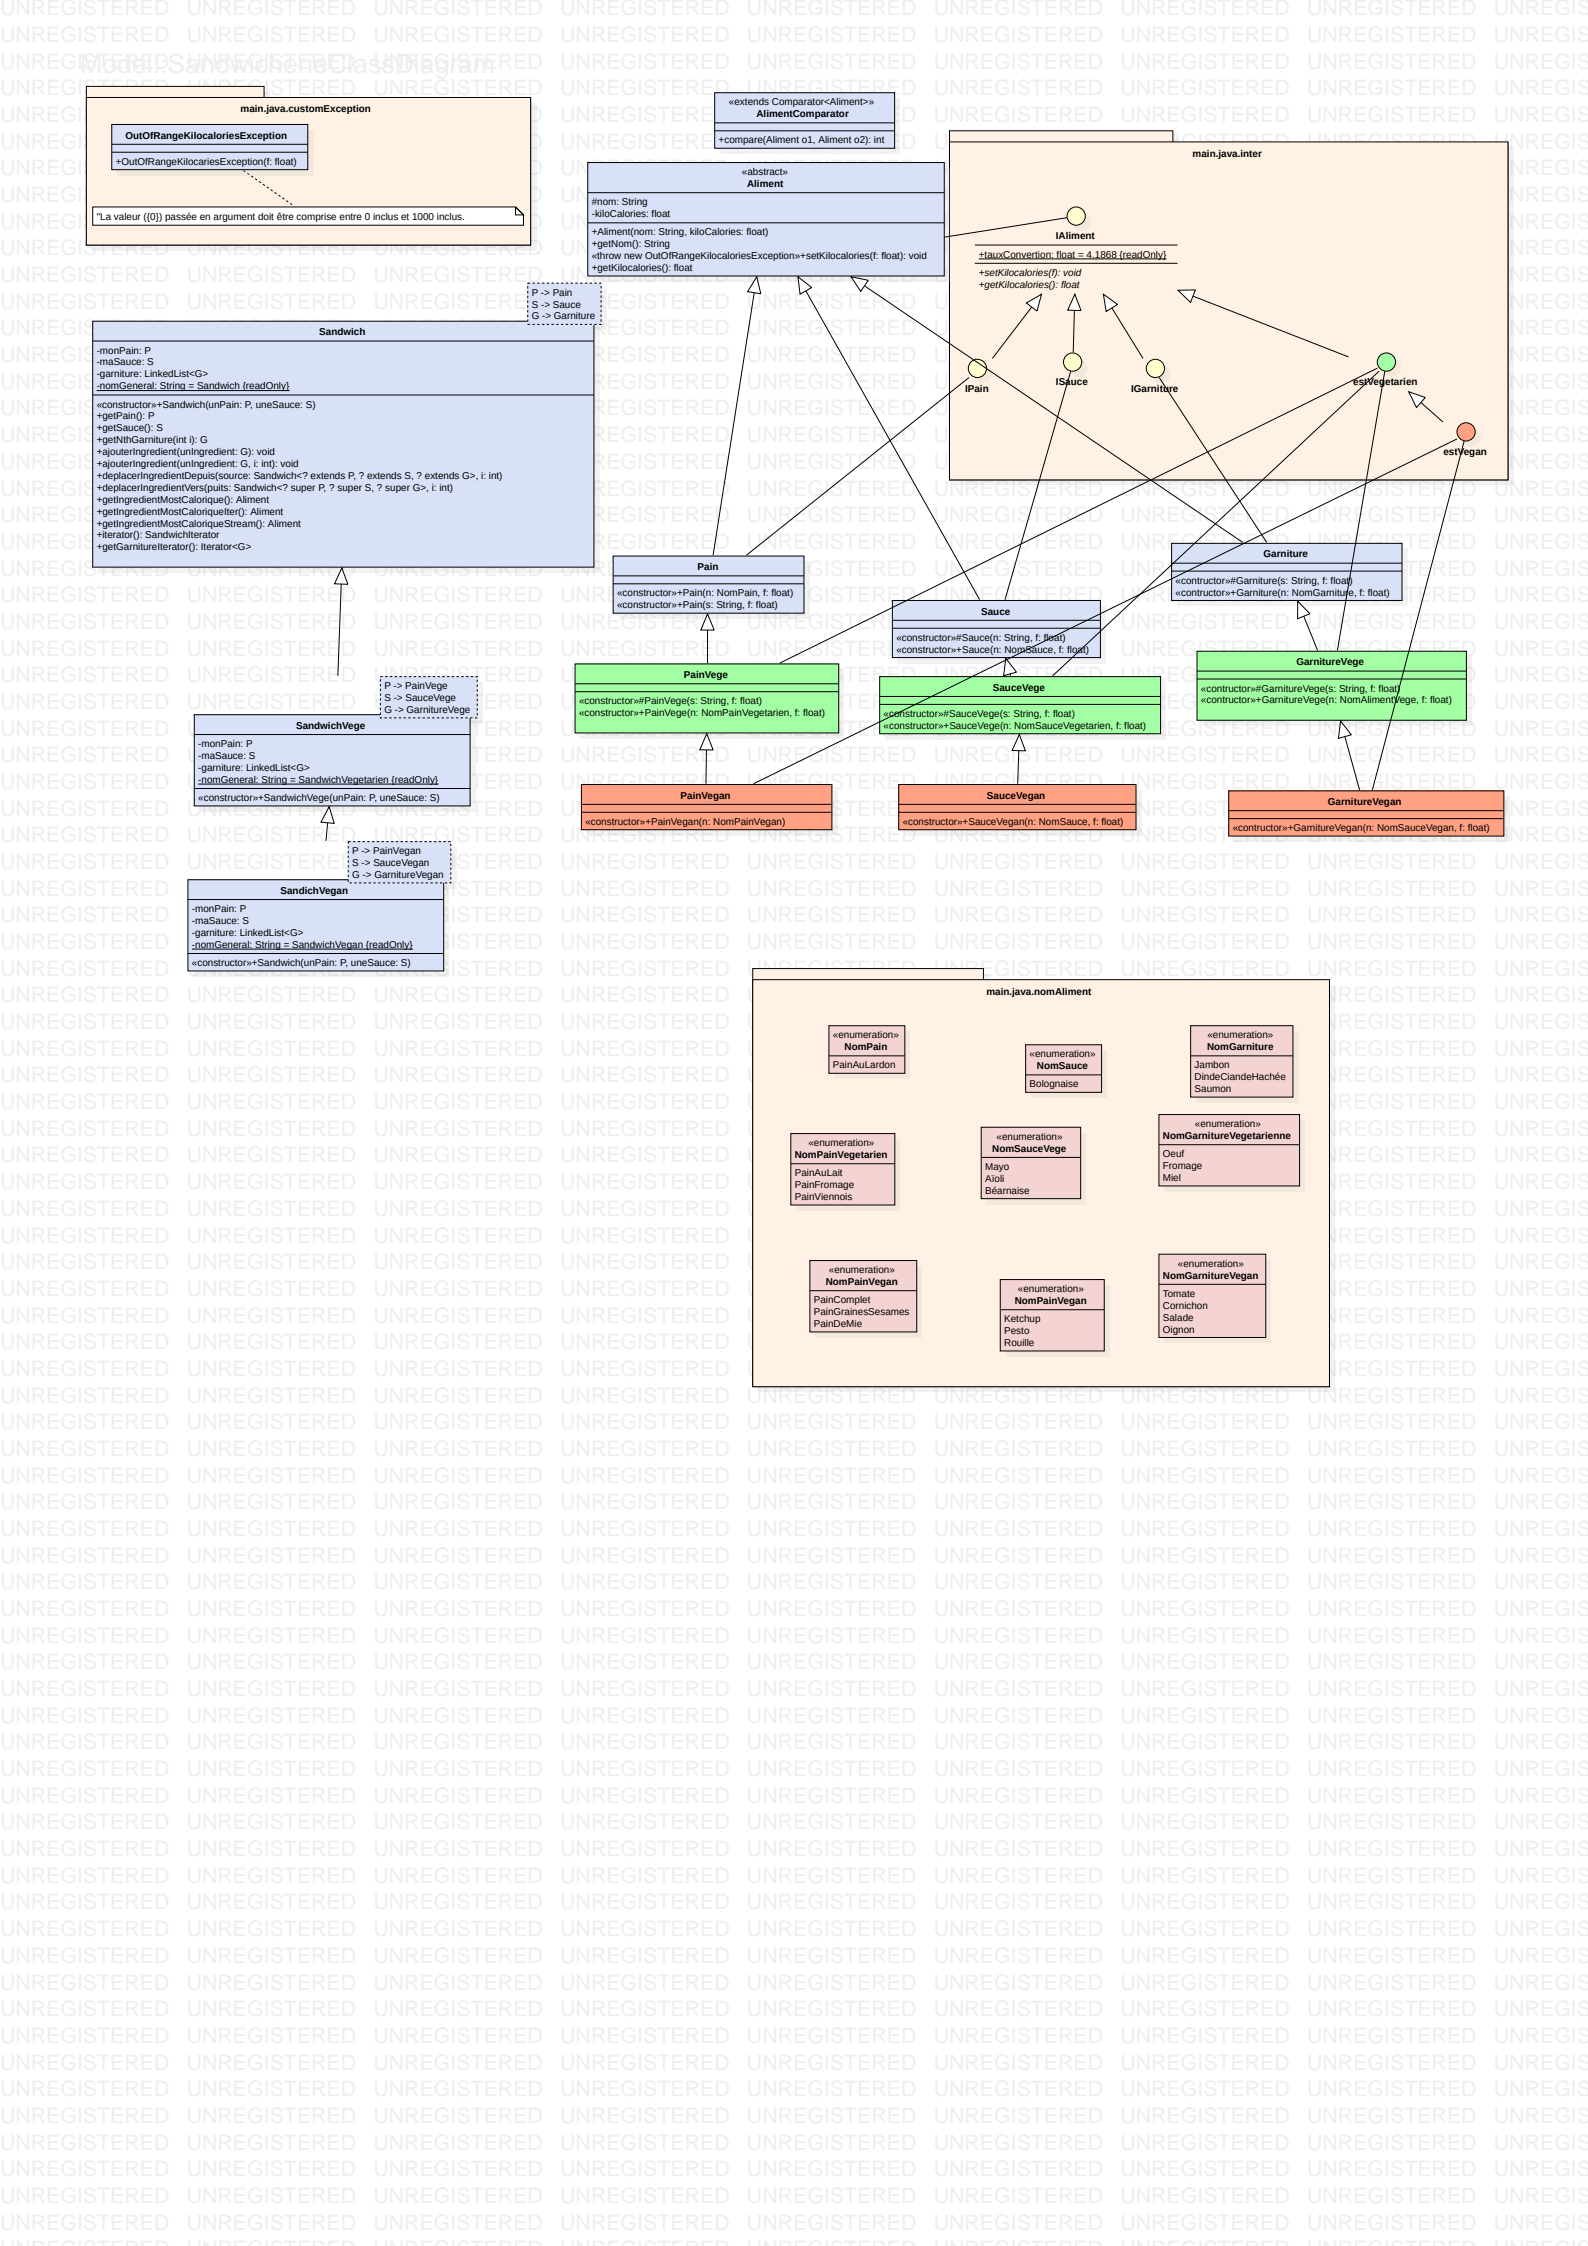 Model::SandwicherieClassDiagram
main.java.customException
OutOfRangeKilocaloriesException
+OutOfRangeKilocariesException(f: float)
"La valeur ({0}) passée en argument doit être comprise entre 0 inclus et 1000 inclus.
«extends Comparator<Aliment>»
AlimentComparator
+compare(Aliment o1, Aliment o2): int
«abstract»
Aliment
#nom: String
-kiloCalories: float
+Aliment(nom: String, kiloCalories: float)
+getNom(): String
«throw new OutOfRangeKilocaloriesException»+setKilocalories(f: float): void
+getKilocalories(): float
main.java.inter
IAliment
+tauxConvertion: float = 4.1868 {readOnly}
+setKilocalories(f): void
+getKilocalories(): float
IPain
ISauce
IGarniture
estVegetarien
estVegan
P -> Pain
S -> Sauce
G -> Garniture
Sandwich
-monPain: P
-maSauce: S
-garniture: LinkedList<G>
-nomGeneral: String = Sandwich {readOnly}
«constructor»+Sandwich(unPain: P, uneSauce: S)
+getPain(): P
+getSauce(): S
+getNthGarniture(int i): G
+ajouterIngredient(unIngredient: G): void
+ajouterIngredient(unIngredient: G, i: int): void
+deplacerIngredientDepuis(source: Sandwich<? extends P, ? extends S, ? extends G>, i: int)
+deplacerIngredientVers(puits: Sandwich<? super P, ? super S, ? super G>, i: int)
+getIngredientMostCalorique(): Aliment
+getIngredientMostCaloriqueIter(): Aliment
+getIngredientMostCaloriqueStream(): Aliment
+iterator(): SandwichIterator
+getGarnitureIterator(): Iterator<G>
Pain
«constructor»+Pain(n: NomPain, f: float)
«constructor»+Pain(s: String, f: float)
Sauce
«constructor»#Sauce(n: String, f: float)
«constructor»+Sauce(n: NomSauce, f: float)
Garniture
«contructor»#Garniture(s: String, f: float)
«contructor»+Garniture(n: NomGarniture, f: float)
PainVege
«constructor»#PainVege(s: String, f: float)
«constructor»+PainVege(n: NomPainVegetarien, f: float)
SauceVege
«constructor»#SauceVege(s: String, f: float)
«constructor»+SauceVege(n: NomSauceVegetarien, f: float)
GarnitureVege
«constructor»#GarnitureVege(s: String, f: float)
«contructor»+GarnitureVege(n: NomAlimentVege, f: float)
PainVegan
«constructor»+PainVegan(n: NomPainVegan)
SauceVegan
«constructor»+SauceVegan(n: NomSauce, f: float)
GarnitureVegan
«contructor»+GarnitureVegan(n: NomSauceVegan, f: float)
P -> PainVege
S -> SauceVege
G -> GarnitureVege
SandwichVege
-monPain: P
-maSauce: S
-garniture: LinkedList<G>
-nomGeneral: String = SandwichVegetarien {readOnly}
«constructor»+SandwichVege(unPain: P, uneSauce: S)
P -> PainVegan
S -> SauceVegan
G -> GarnitureVegan
SandichVegan
-monPain: P
-maSauce: S
-garniture: LinkedList<G>
-nomGeneral: String = SandwichVegan {readOnly}
«constructor»+Sandwich(unPain: P, uneSauce: S)
main.java.nomAliment
«enumeration»
NomPain
PainAuLardon
«enumeration»
NomSauce
Bolognaise
«enumeration»
NomGarniture
Jambon
DindeCiandeHachée
Saumon
«enumeration»
NomPainVegetarien
PainAuLait
PainFromage
PainViennois
«enumeration»
NomSauceVege
Mayo
Aïoli
Béarnaise
«enumeration»
NomGarnitureVegetarienne
Oeuf
Fromage
Miel
«enumeration»
NomPainVegan
PainComplet
PainGrainesSesames
PainDeMie
«enumeration»
NomPainVegan
Ketchup
Pesto
Rouille
«enumeration»
NomGarnitureVegan
Tomate
Cornichon
Salade
Oignon
UNREGISTERED